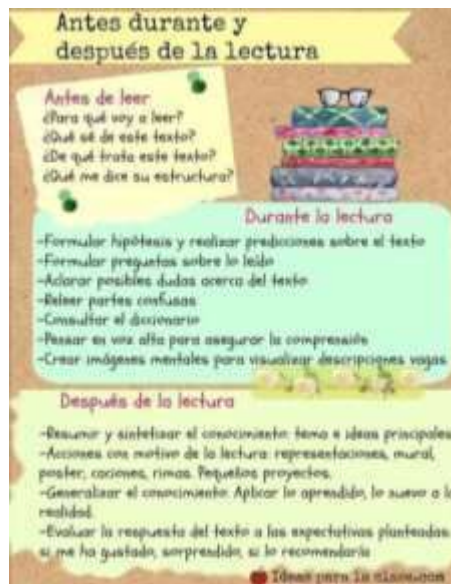 Antes durante y
después de la lectura
Antes de leer
¿Para qué voy a leer?
¿Qué sé de este texto?
¿De qué trata este texto?
¿Qué me dice su estructura?
Durante la lectura
-Formular hipótesis y realizar predicciones sobre el texto
-Formular preguntas sobre lo leído
-Aclarar posibles dudas acerca del texto
-Releer partes confusas
-Consultar el diccionario
-Pensar en voz alta para asegurar la comprensión
-Crear imágenes mentales para visualizar descripciones vagas
Después de la lectura
-Resumir y sintetizar el conocimiento: tema e ideas principales
-Acciones con motivo de la lectura: representaciones, mural,
poster, caciones, rimas. Pequeños proyectos.
-Generalizar el conocimiento. Aplicar lo aprendido, lo nuevo a la
realidad.
-Evaluar la respuesta del texto a las expectativas planteadas:
si me ha gustado, sorprendido, si lo recomendaría
Ideas para la clase.com